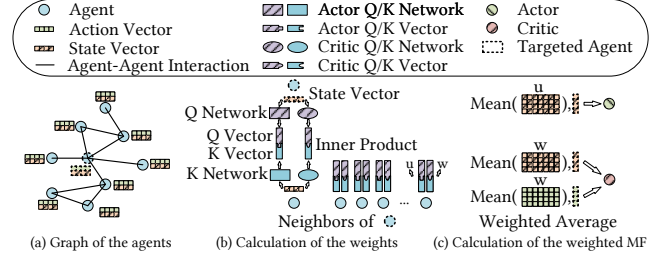 Agent
Action Vector
State Vector
Agent-Agent Interaction
Actor Q/K Network
Actor Q/K Vector
Critic Q/K Network
Critic Q/K Vector
Actor
Critic
Targeted Agent
State Vector
Q Network
Q Vector
K Vector
Inner Product
K Network
u w
...
Neighbors of
u
Mean( ),
w
Mean( ),
w
Mean( ),
Weighted Average
(a) Graph of the agents
(b) Calculation of the weights
(c) Calculation of the weighted MF